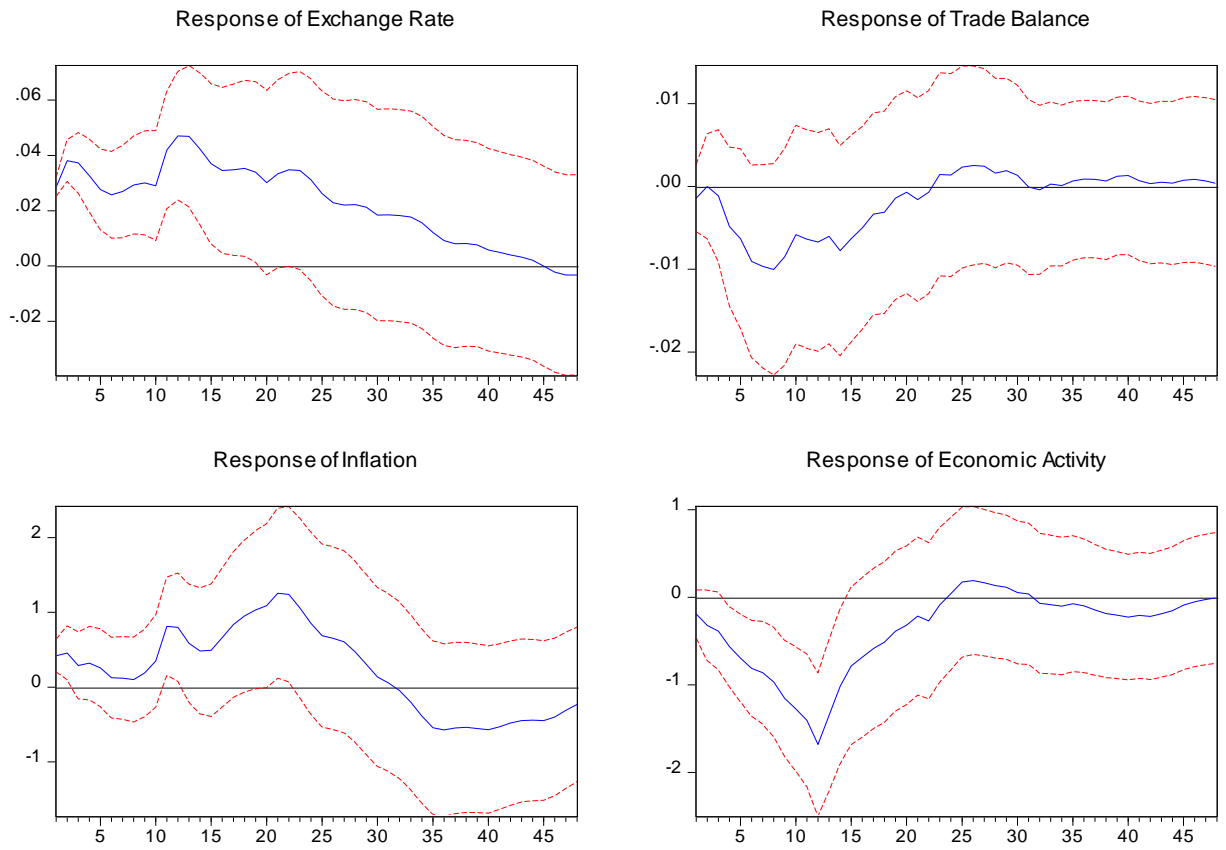 Response of Exchange Rate
.06
.04
.02
.00
-.02
5 10 15 20 25 30 35 40 45
Response of Trade Balance
.01
.00
-.01
-.02
5 10 15 20 25 30 35 40 45
Response of Inflation
2
1
0
-1
5 10 15 20 25 30 35 40 45
Response of Economic Activity
1
0
-1
-2
5 10 15 20 25 30 35 40 45